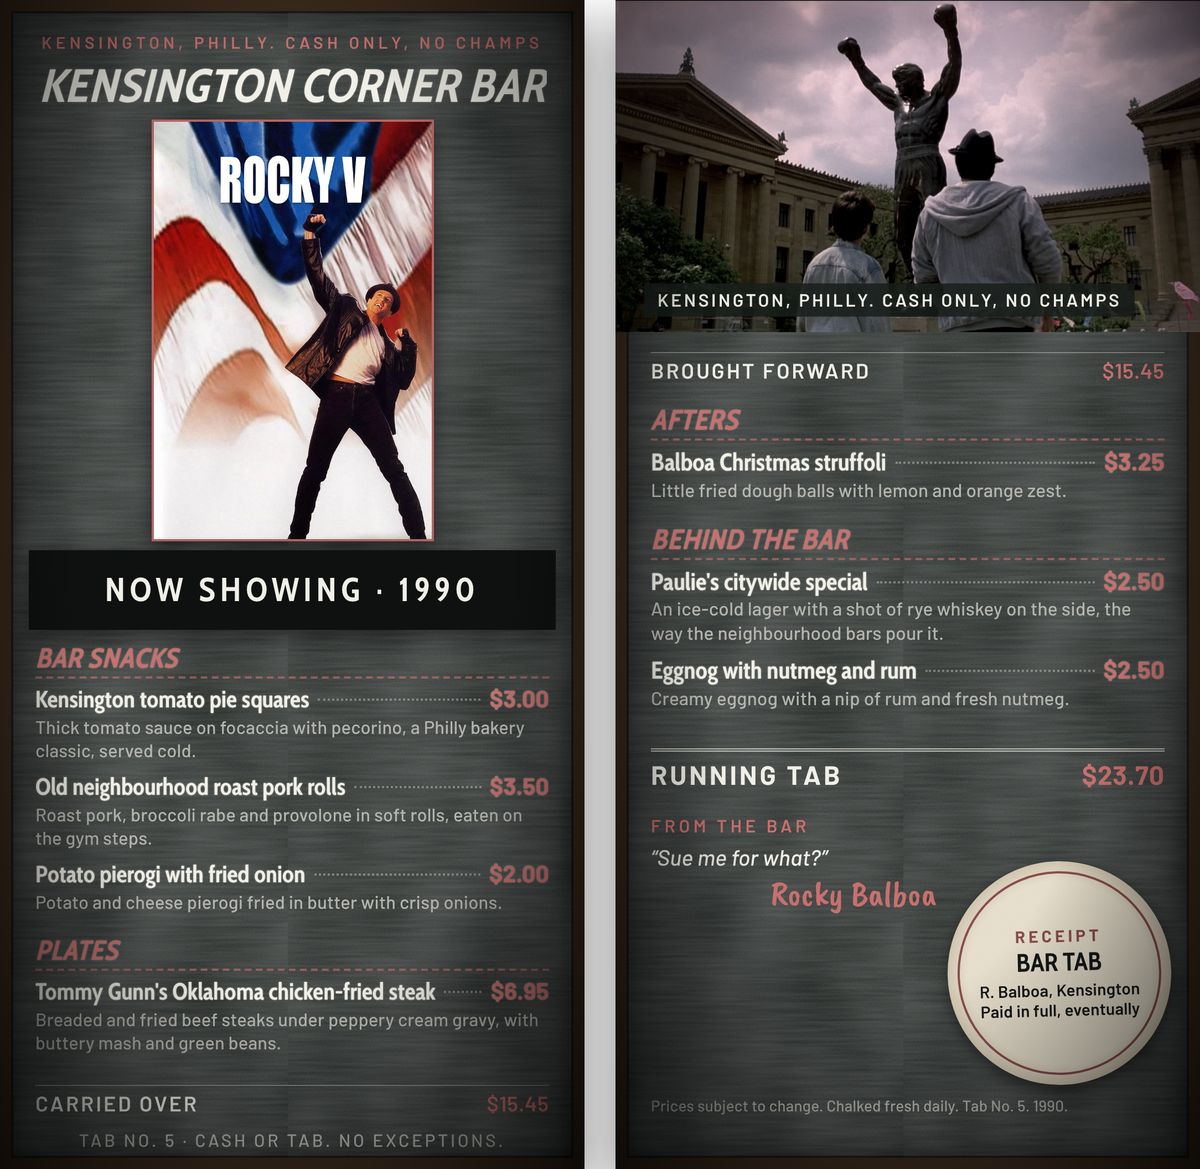 KENSINGTON, PHILLY. CASH ONLY, NO CHAMPS
KENSINGTON CORNER BAR
ROCKY V
NOW SHOWING · 1990
BAR SNACKS
Kensington tomato pie squares $3.00
Thick tomato sauce on focaccia with pecorino, a Philly bakery
classic, served cold.
Old neighbourhood roast pork rolls $3.50
Roast pork, broccoli rabe and provolone in soft rolls, eaten on
the gym steps.
Potato pierogi with fried onion $2.00
Potato and cheese pierogi fried in butter with crisp onions.
PLATES
Tommy Gunn's Oklahoma chicken-fried steak $6.95
Breaded and fried beef steaks under peppery cream gravy, with
buttery mash and green beans.
CARRIED OVER $15.45
TAB NO. 5 · CASH OR TAB. NO EXCEPTIONS.
KENSINGTON, PHILLY. CASH ONLY, NO CHAMPS
BROUGHT FORWARD $15.45
AFTERS
Balboa Christmas struffoli $3.25
Little fried dough balls with lemon and orange zest.
BEHIND THE BAR
Paulie's citywide special $2.50
An ice-cold lager with a shot of rye whiskey on the side, the
way the neighbourhood bars pour it.
Eggnog with nutmeg and rum $2.50
Creamy eggnog with a nip of rum and fresh nutmeg.
RUNNING TAB $23.70
FROM THE BAR
“Sue me for what?”
Rocky Balboa
RECEIPT
BAR TAB
R. Balboa, Kensington
Paid in full, eventually
Prices subject to change. Chalked fresh daily. Tab No. 5. 1990.